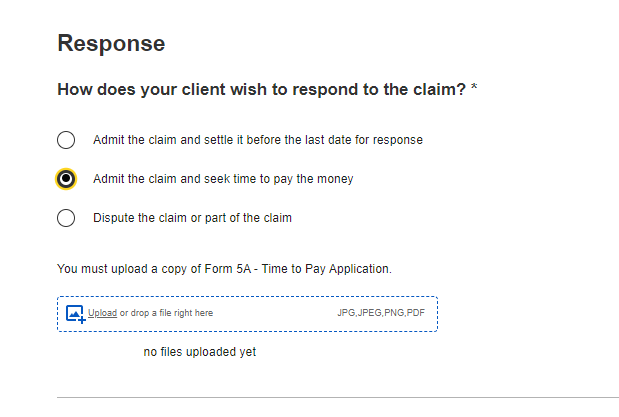 Response
How does your client wish to respond to the claim? *
Admit the claim and settle it before the last date for response
Admit the claim and seek time to pay the money
Dispute the claim or part of the claim
You must upload a copy of Form 5A - Time to Pay Application.
Upload or drop a file right here JPG,JPEG,PNG,PDF
no files uploaded yet